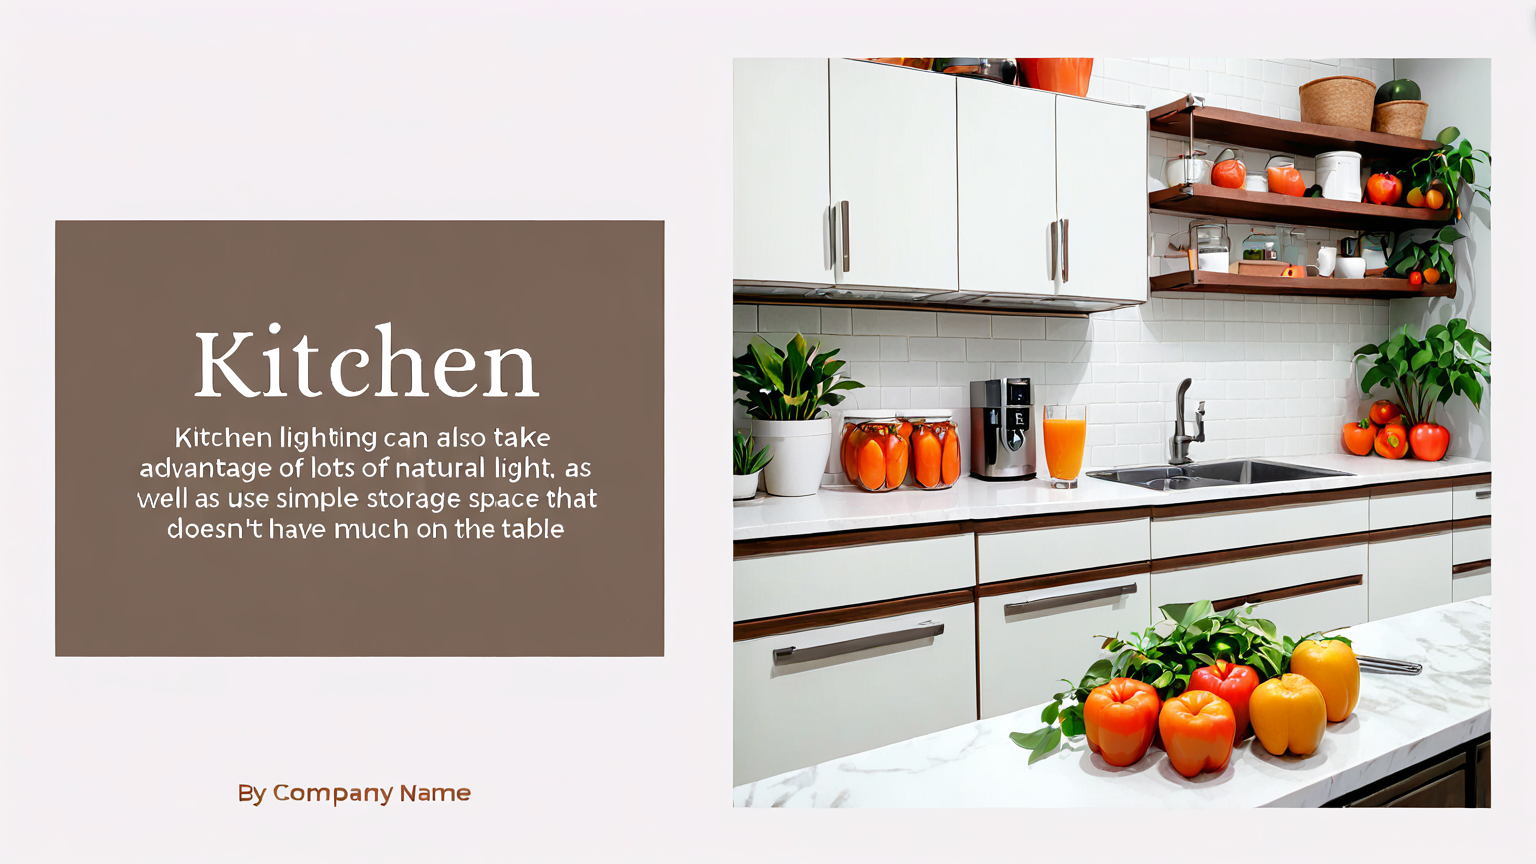 Kitchen
Kitchen lighting can also take
advantage of lots of natural light, as
well as use simple storage space that
doesn't have much on the table
By Company Name